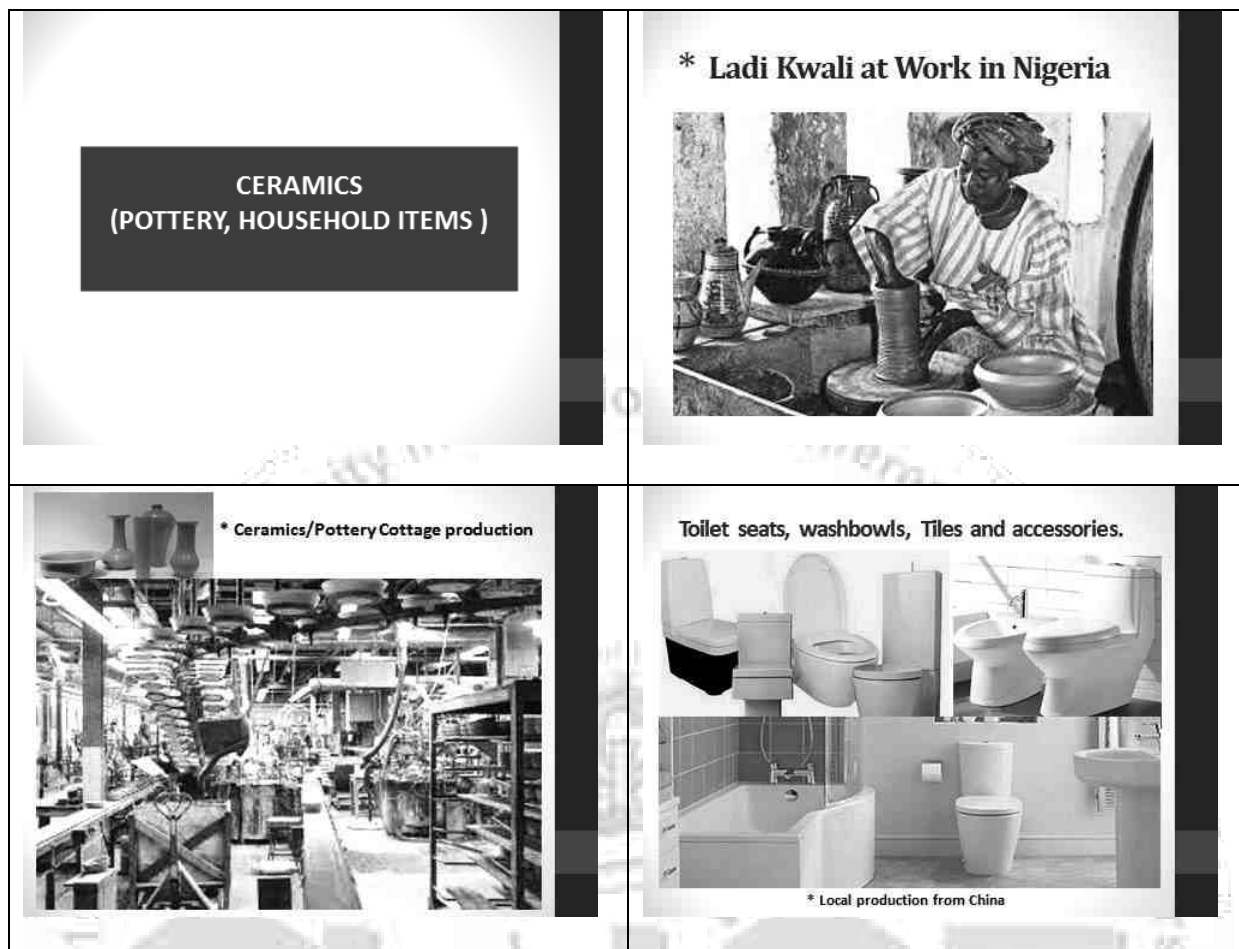 CERAMICS
(POTTERY, HOUSEHOLD ITEMS )
* Ladi Kwali at Work in Nigeria
* Ceramics/Pottery Cottage production
Toilet seats, washbowls, Tiles and accessories.
* Local production from China